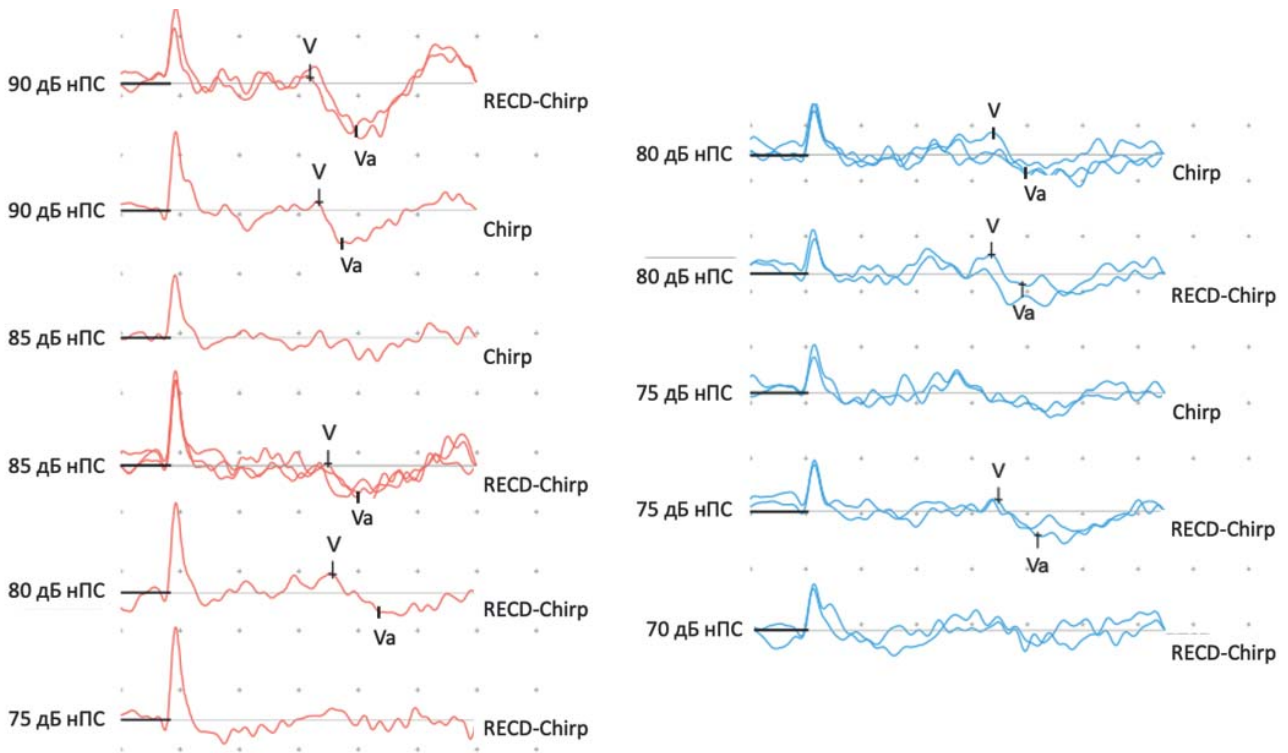 V
90 дБ нПС
RECD-Chirp
Va
V
90 дБ нПС
Chirp
Va
85 дБ нПС
Chirp
V
85 дБ нПС
RECD-Chirp
Va
V
80 дБ нПС
RECD-Chirp
Va
75 дБ нПС
RECD-Chirp
V
80 дБ нПС
Chirp
Va
V
80 дБ нПС
RECD-Chirp
Va
75 дБ нПС
Chirp
V
75 дБ нПС
RECD-Chirp
Va
70 дБ нПС
RECD-Chirp